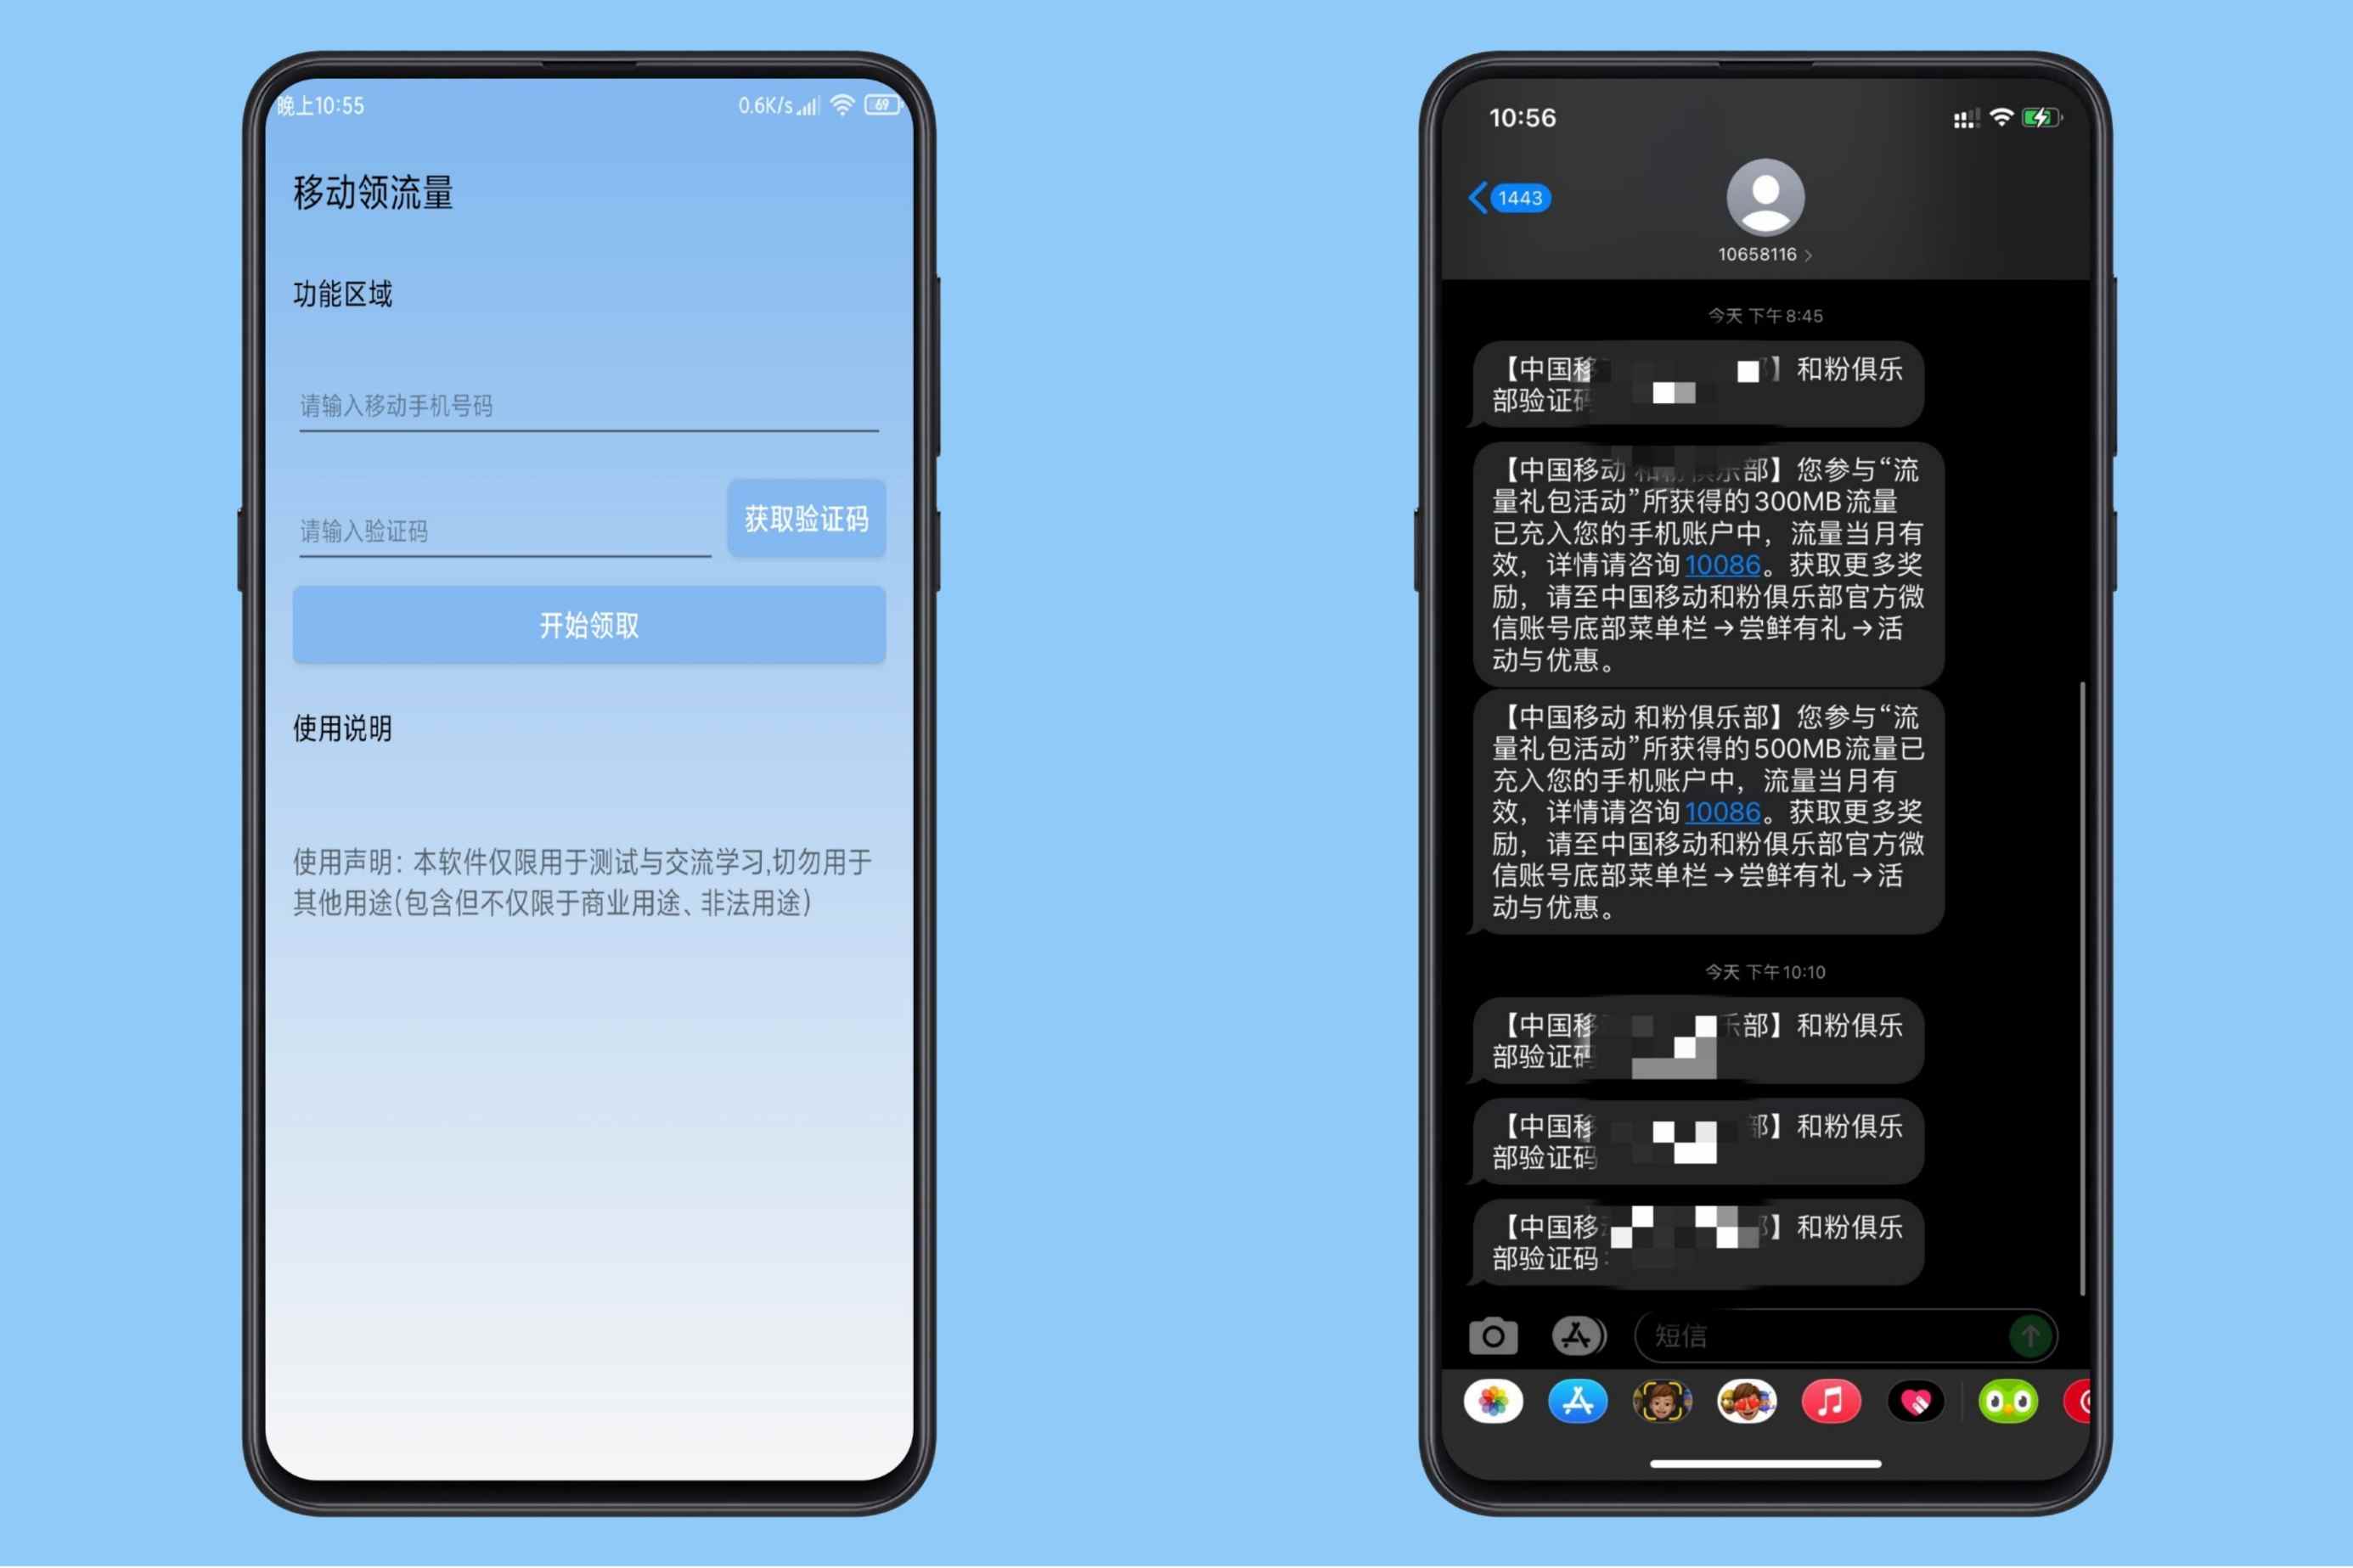 晚上10:55
0.6K/s
69
移动领流量
功能区域
请输入移动手机号码
请输入验证码
获取验证码
开始领取
使用说明
使用声明：本软件仅限用于测试与交流学习,切勿用于
其他用途(包含但不仅限于商业用途、非法用途)
10:56
1443
10658116
今天 下午8:45
【中国移 】和粉俱乐
部验证码
【中国移动 和粉俱乐部】您参与“流
量礼包活动”所获得的300MB流量
已充入您的手机账户中，流量当月有
效，详情请咨询10086。获取更多奖
励，请至中国移动和粉俱乐部官方微
信账号底部菜单栏→尝鲜有礼→活
动与优惠。
【中国移动 和粉俱乐部】您参与“流
量礼包活动”所获得的500MB流量已
充入您的手机账户中，流量当月有
效，详情请咨询10086。获取更多奖
励，请至中国移动和粉俱乐部官方微
信账号底部菜单栏→尝鲜有礼→活
动与优惠。
今天 下午10:10
【中国移 乐部】和粉俱乐
部验证码
【中国移 部】和粉俱乐
部验证码
【中国移 】和粉俱乐
部验证码：
短信